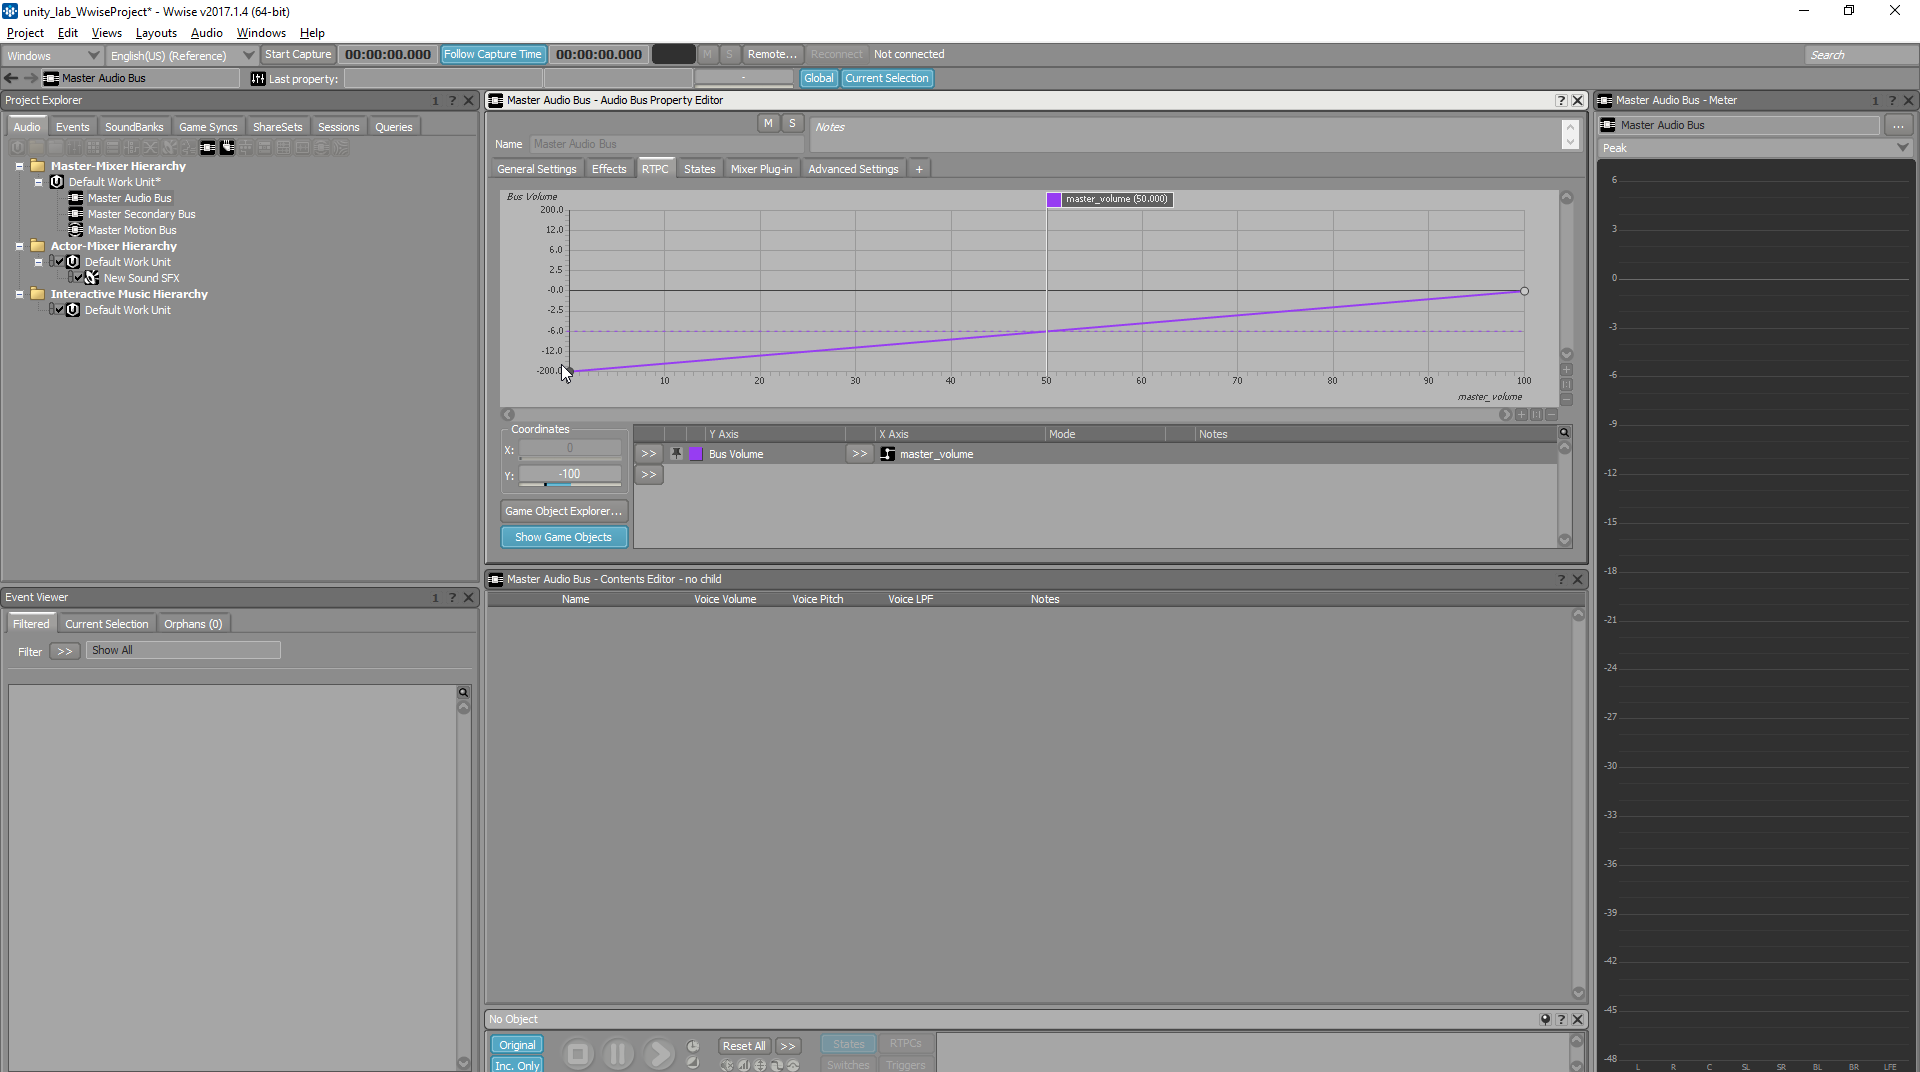 unity_lab_WwiseProject* - Wwise v2017.1.4 (64-bit)
Project Edit Views Layouts Audio Windows Help
Windows English(US) (Reference) Start Capture 00:00:00.000 Follow Capture Time 00:00:00.000 M S Remote... Reconnect Not connected Search
Master Audio Bus Last property: - Global Current Selection
Project Explorer 1 ?
Audio Events SoundBanks Game Syncs ShareSets Sessions Queries
Master-Mixer Hierarchy
Default Work Unit*
Master Audio Bus
Master Secondary Bus
Master Motion Bus
Actor-Mixer Hierarchy
Default Work Unit
New Sound SFX
Interactive Music Hierarchy
Default Work Unit
Event Viewer 1 ?
Filtered Current Selection Orphans (0)
Filter >> Show All
Master Audio Bus - Audio Bus Property Editor ?
M S Notes
Name Master Audio Bus
General Settings Effects RTPC States Mixer Plug-in Advanced Settings +
Bus Volume
master_volume (50.000)
200.0
12.0
6.0
2.5
-0.0
-2.5
-6.0
-12.0
-200.0
10 20 30 40 50 60 70 80 90 100
master_volume
Coordinates
X: 0
Y: -100
Game Object Explorer...
Show Game Objects
Y Axis X Axis Mode Notes
>> Bus Volume >> master_volume
>>
Master Audio Bus - Contents Editor - no child ?
Name Voice Volume Voice Pitch Voice LPF Notes
No Object ?
Original Reset All >> States RTPCs
Inc. Only Switches Triggers
Master Audio Bus - Meter 1 ?
Master Audio Bus ...
Peak
6
3
0
-3
-6
-9
-12
-15
-18
-21
-24
-27
-30
-33
-36
-39
-42
-45
-48
L R C SL SR BL BR LFE